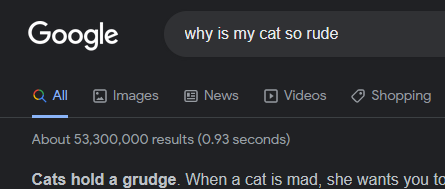 Google why is my cat so rude
All Images News Videos Shopping
About 53,300,000 results (0.93 seconds)
Cats hold a grudge. When a cat is mad, she wants you to